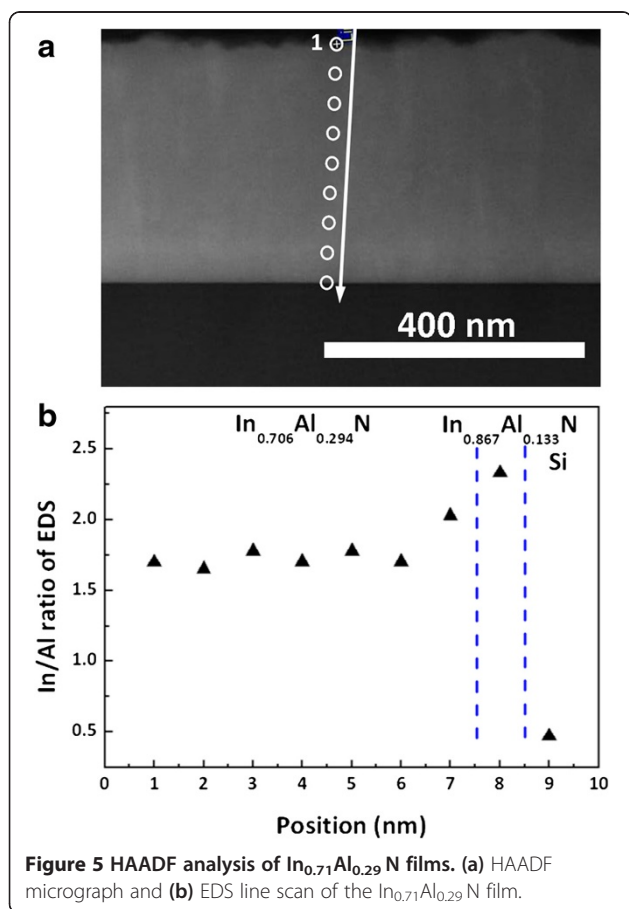 a
1
400 nm
b
In0.706Al0.294N In0.867Al0.133N
Si
In/Al ratio of EDS
2.5
2.0
1.5
1.0
0.5
0 1 2 3 4 5 6 7 8 9 10
Position (nm)
Figure 5 HAADF analysis of In0.71Al0.29 N films. (a) HAADF
micrograph and (b) EDS line scan of the In0.71Al0.29 N film.